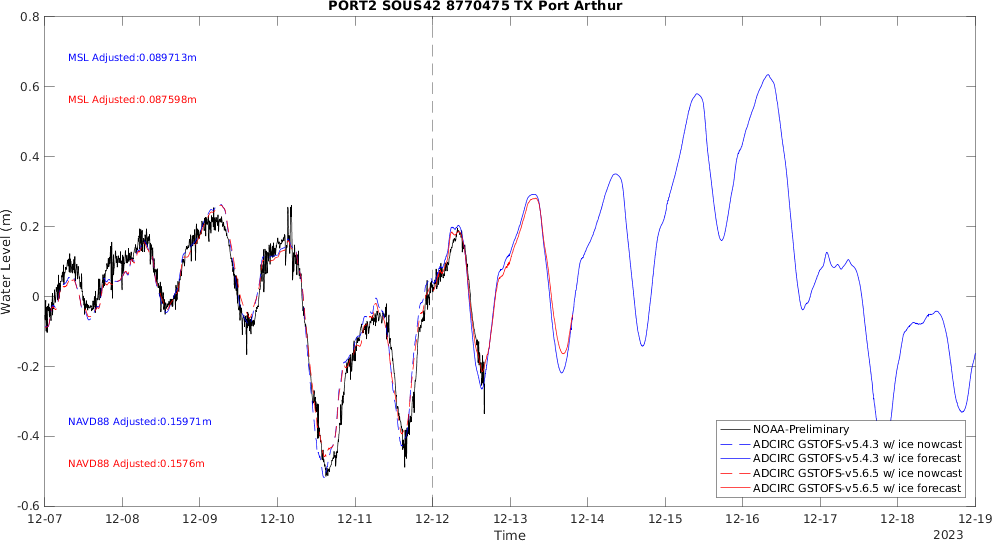 PORT2 SOUS42 8770475 TX Port Arthur
0.8
0.6
0.4
0.2
0
-0.2
-0.4
-0.6
Water Level (m)
MSL Adjusted:0.089713m
MSL Adjusted:0.087598m
NAVD88 Adjusted:0.15971m
NAVD88 Adjusted:0.1576m
NOAA-Preliminary
ADCIRC GSTOFS-v5.4.3 w/ ice nowcast
ADCIRC GSTOFS-v5.4.3 w/ ice forecast
ADCIRC GSTOFS-v5.6.5 w/ ice nowcast
ADCIRC GSTOFS-v5.6.5 w/ ice forecast
12-07 12-08 12-09 12-10 12-11 12-12 12-13 12-14 12-15 12-16 12-17 12-18 12-19
Time
2023